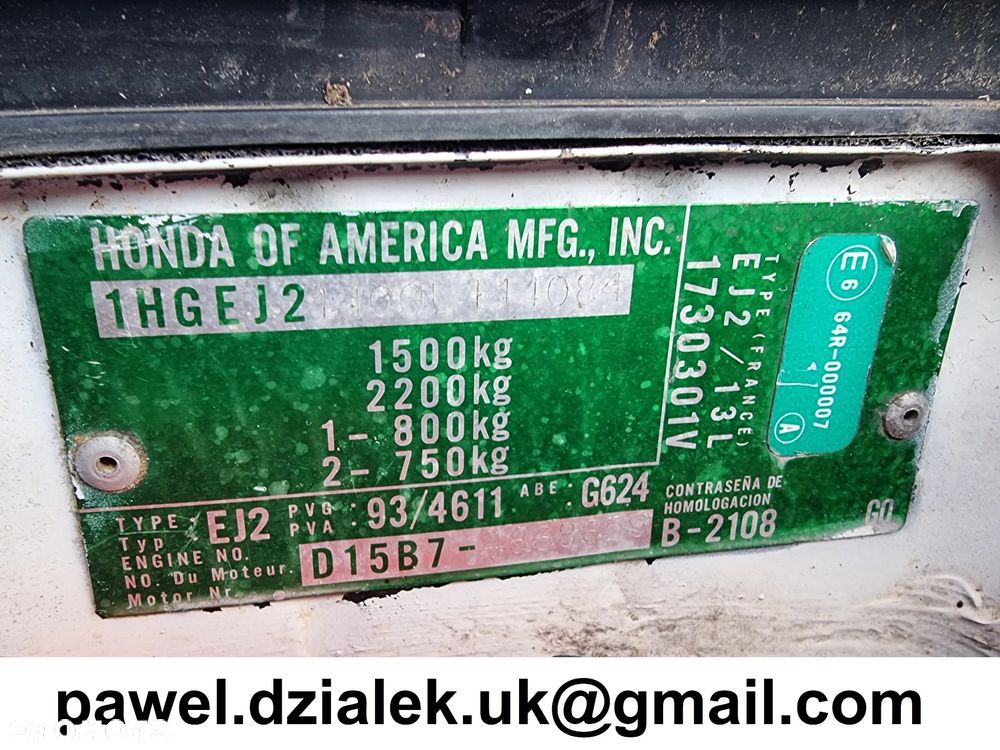 HONDA OF AMERICA MFG., INC.
1HGEJ2
1500kg
2200kg
1- 800kg
2- 750kg
TYPE (FRANCE)
EJ2/13L
1730301V
E6 64R-000007
A
TYPE:
TYP
EJ2
PVG
PVA
: 93/4611
ABE: G624
ENGINE NO.
NO. Du Moteur.
Motor Nr.
D15B7-
CONTRASEÑA DE
HOMOLOGACION
B-2108
GO
pawel.dzialek.uk@gmail.com